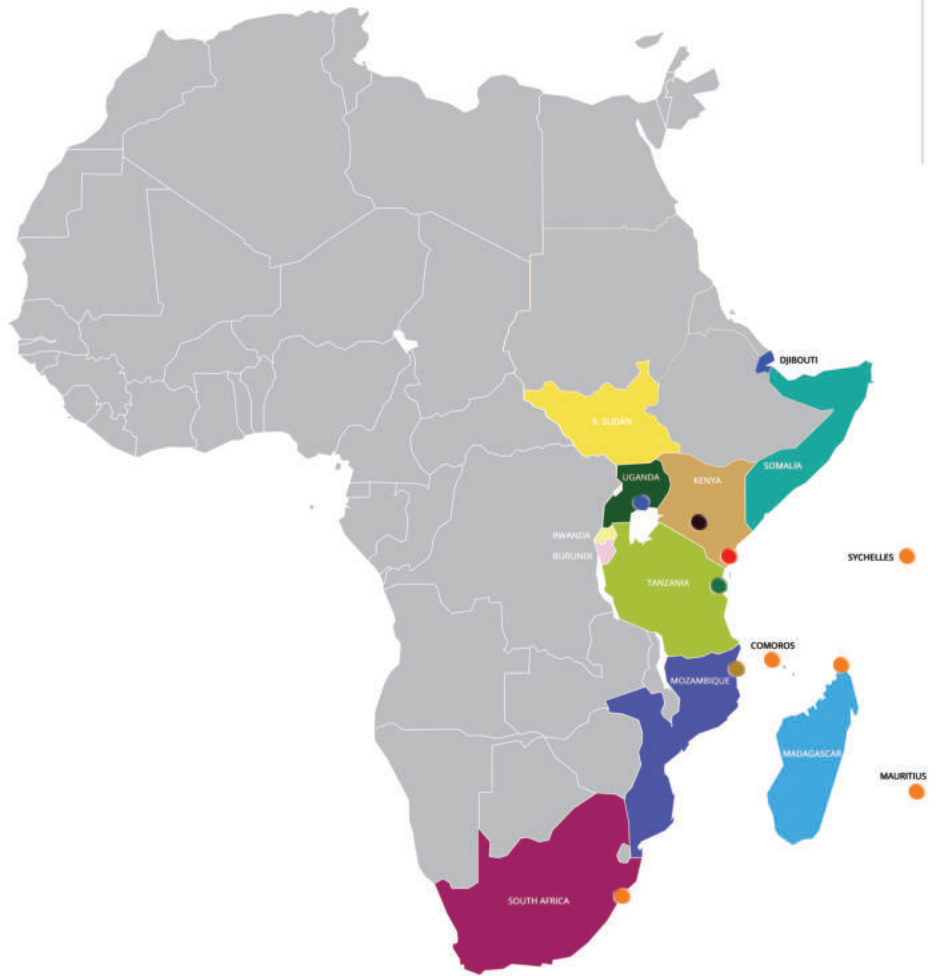 DJIBOUTI
S. SUDAN
SOMALIA
UGANDA
KENYA
RWANDA
BURUNDI
SYCHELLES
TANZANIA
COMOROS
MOZAMBIQUE
MADAGASCAR
MAURITIUS
SOUTH AFRICA